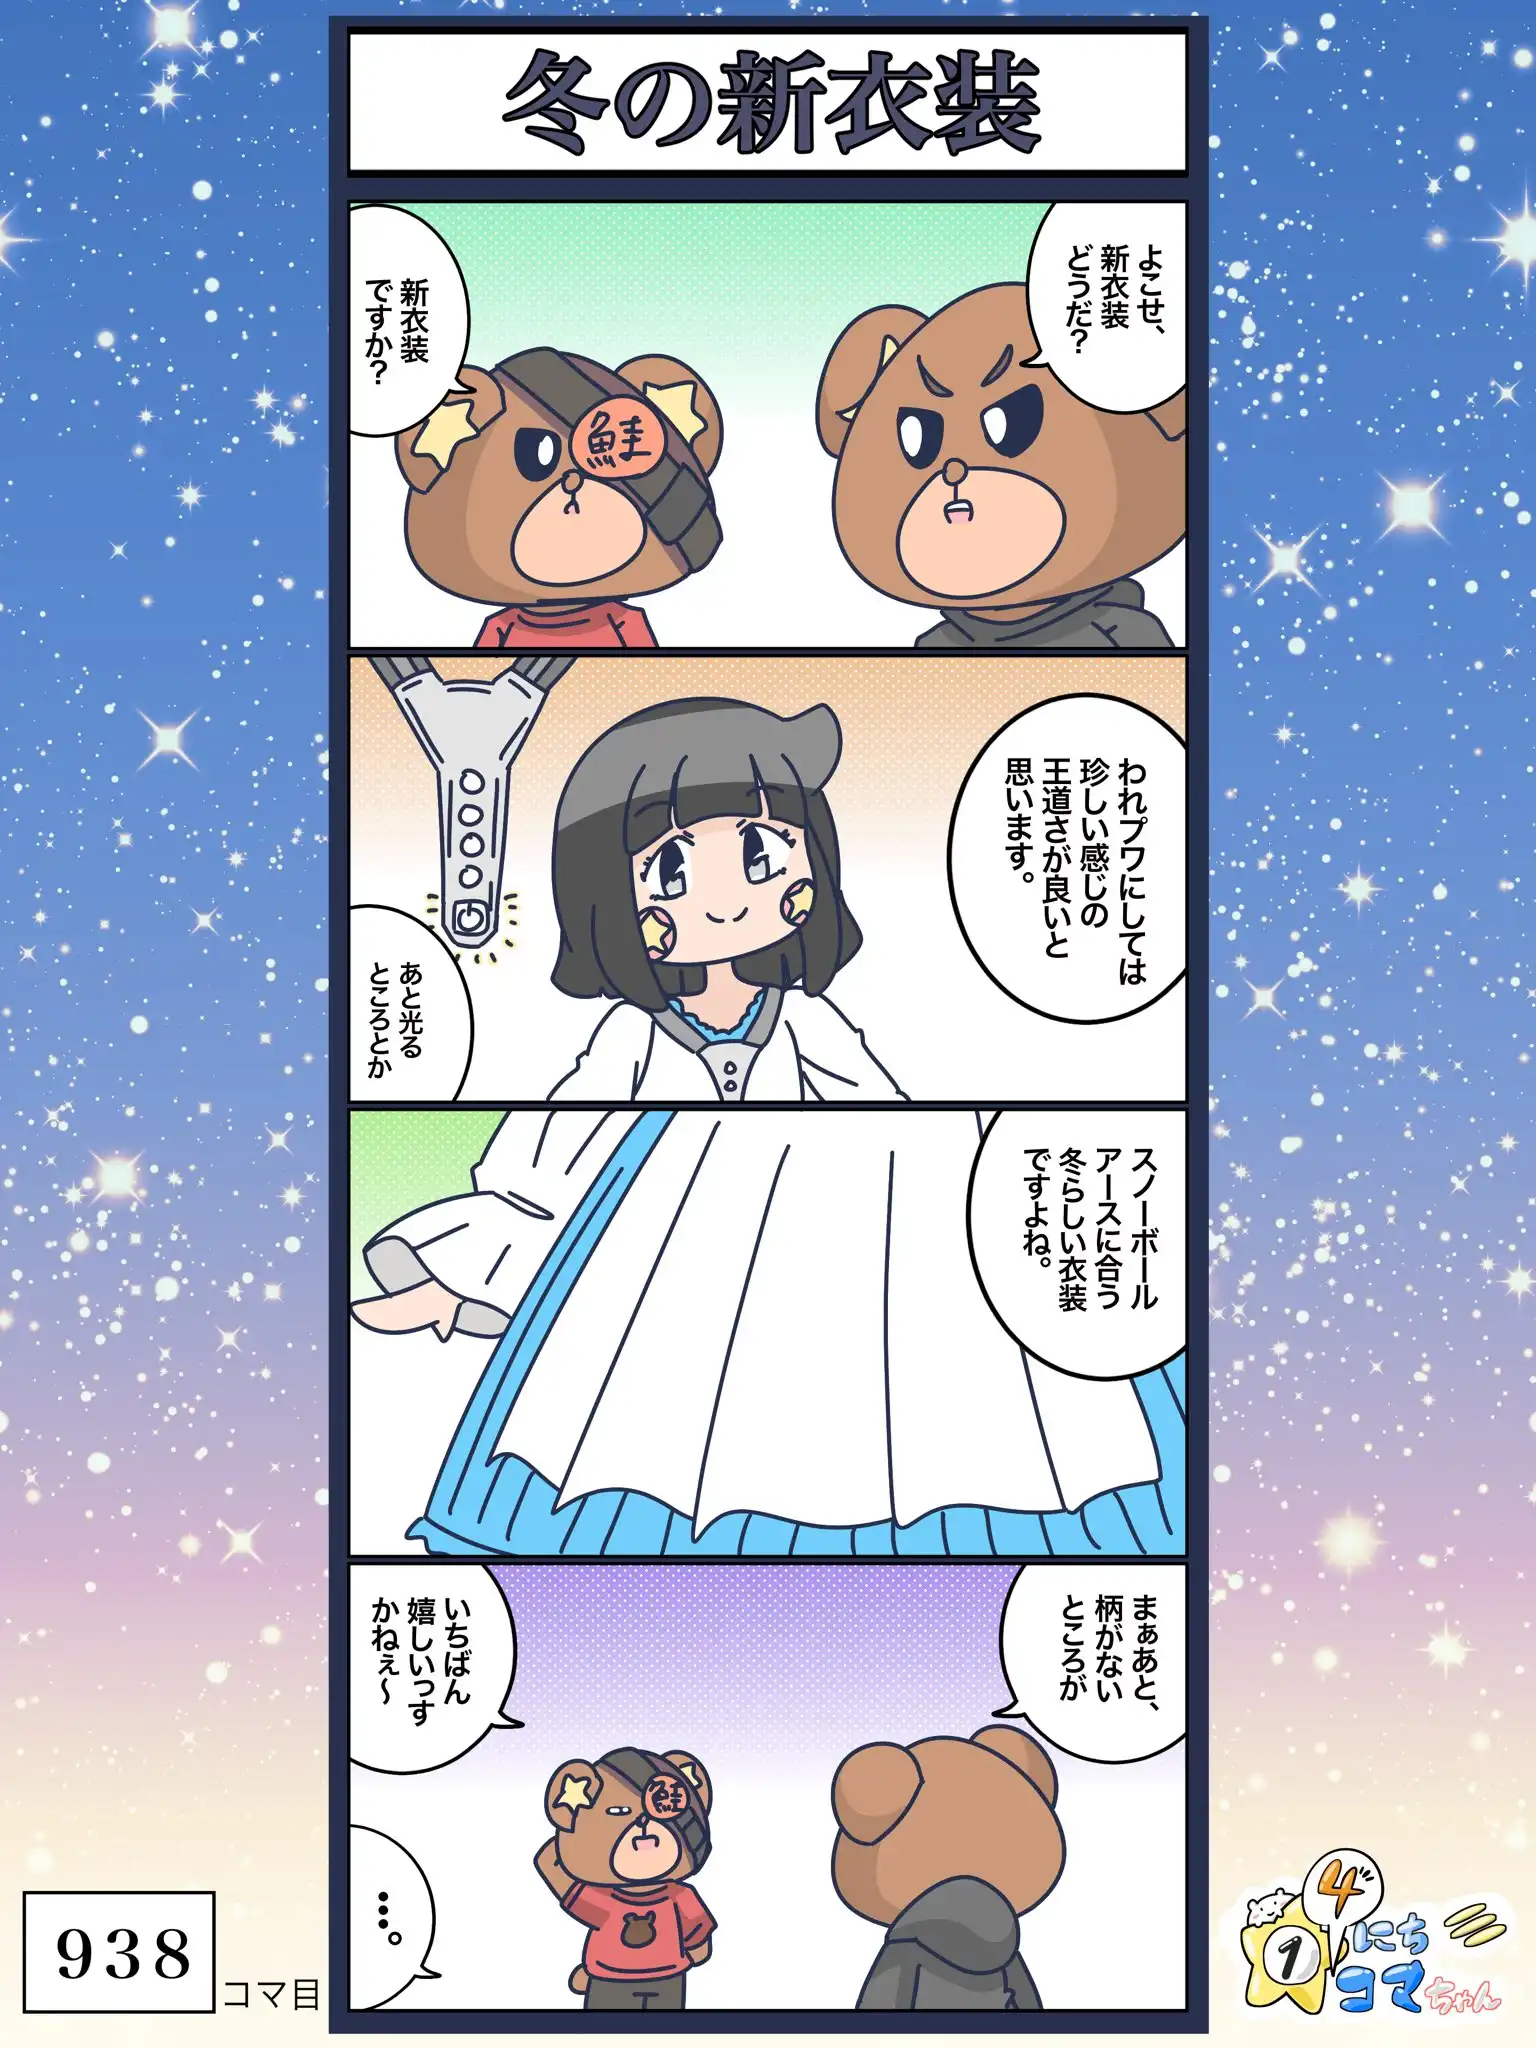 冬の新衣装
よこせ、
新衣装
どうだ？
新衣装
ですか？
鮭
われプワにしては
珍しい感じの
王道さが良いと
思います。
あと光る
ところとか
スノーボール
アースに合う
冬らしい衣装
ですよね。
まぁあと、
柄がない
ところが
いちばん
嬉しいっす
かねぇ〜
鮭
…。
938
コマ目
1にち
4コマちゃん